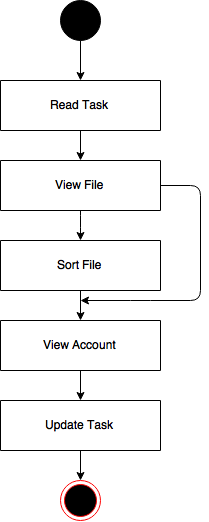 Read Task
View File
Sort File
View Account
Update Task